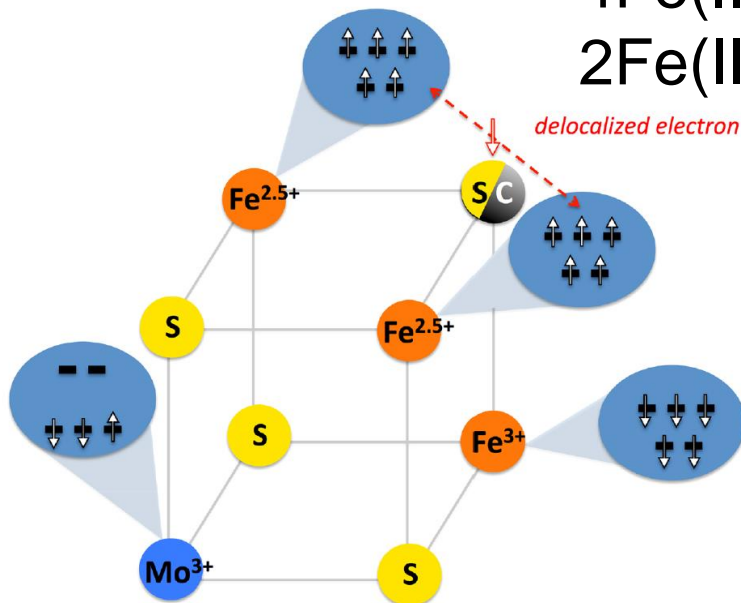 2Fe(II
delocalized electron
Fe2.5+
S C
S
Fe2.5+
S
Fe3+
Mo3+
S